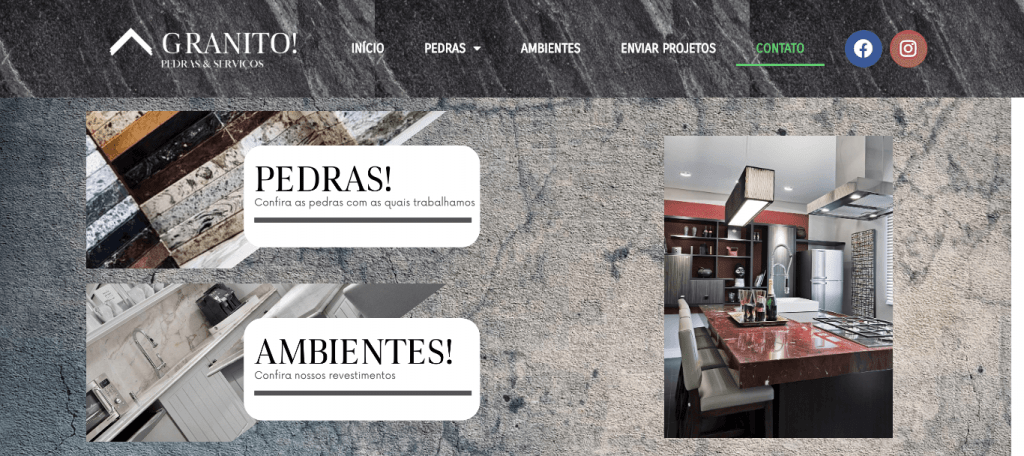 GRANITO!
PEDRAS & SERVIÇOS
INÍCIO
PEDRAS
AMBIENTES
ENVIAR PROJETOS
CONTATO
PEDRAS!
Confira as pedras com as quais trabalhamos
AMBIENTES!
Confira nossos revestimentos